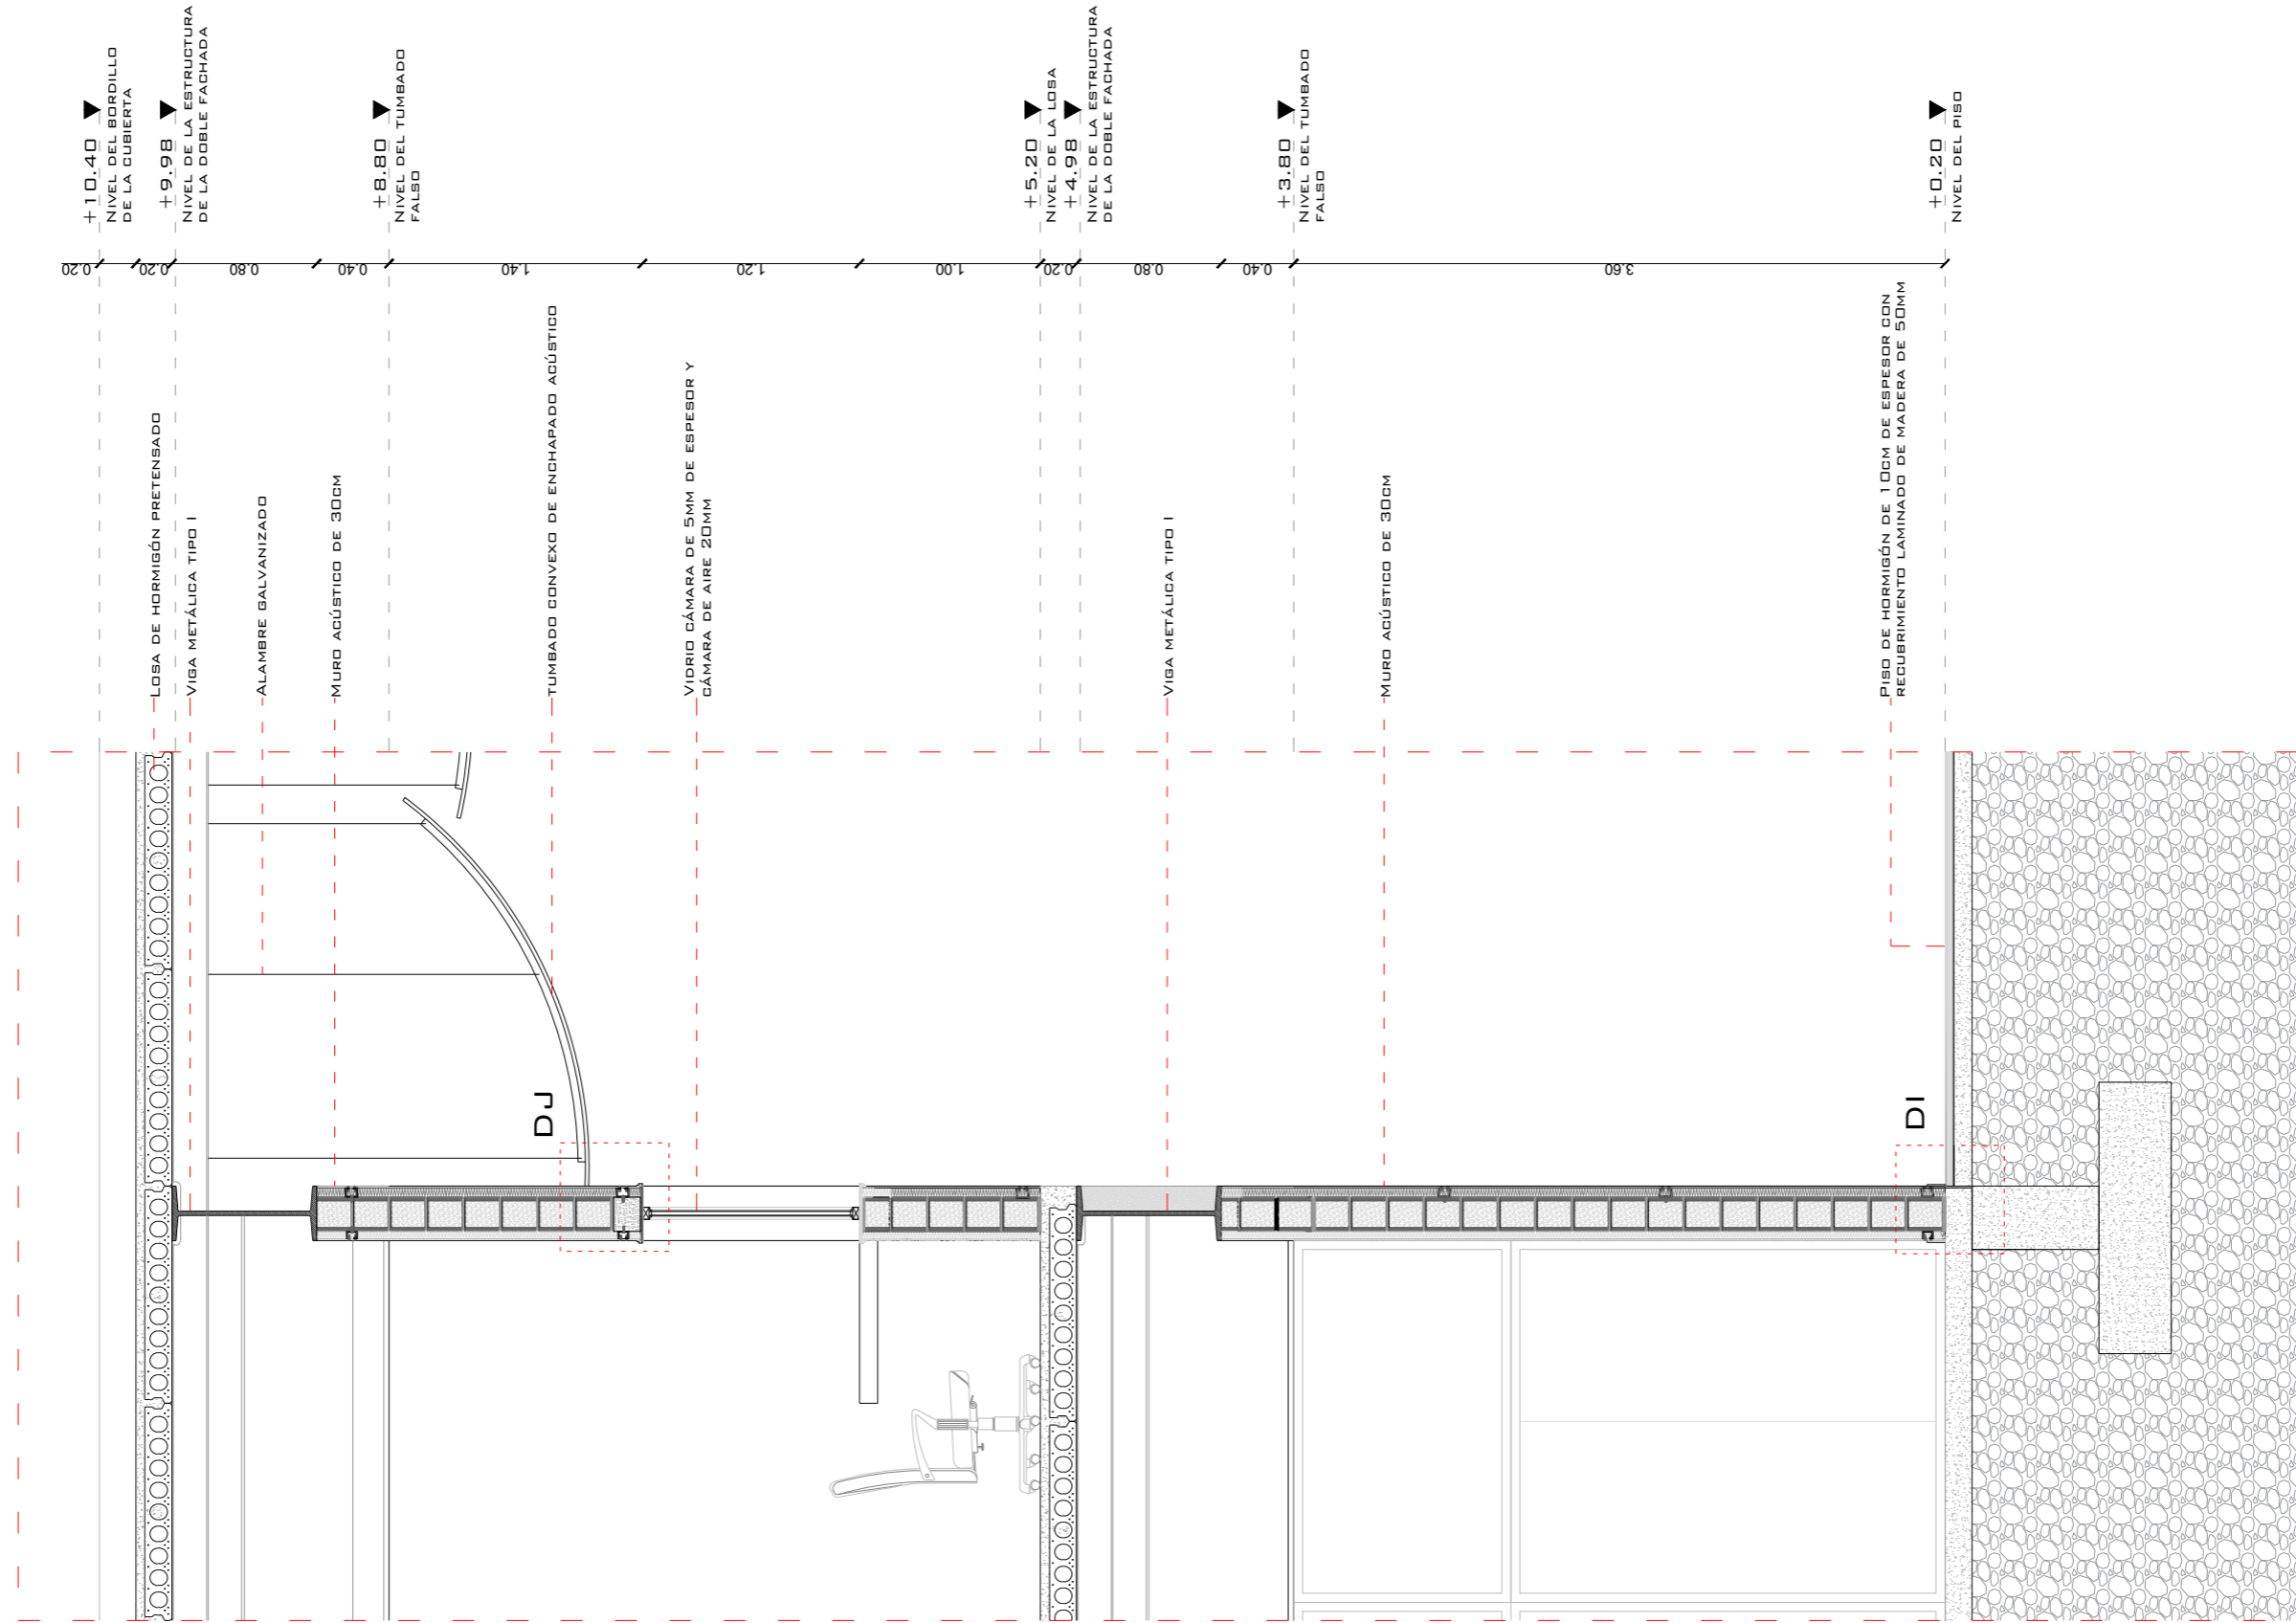 +10.40
NIVEL DEL BORDILLO
DE LA CUBIERTA
+9.98
NIVEL DE LA ESTRUCTURA
DE LA DOBLE FACHADA
+8.80
NIVEL DEL TUMBADO
FALSO
+5.20
NIVEL DE LA LOSA
+4.98
NIVEL DE LA ESTRUCTURA
DE LA DOBLE FACHADA
+3.80
NIVEL DEL TUMBADO
FALSO
+0.20
NIVEL DEL PISO
0.20
0.20
0.80
0.40
1.40
1.20
1.00
0.20
0.80
0.40
3.60
LOSA DE HORMIGÓN PRETENSADO
VIGA METÁLICA TIPO I
ALAMBRE GALVANIZADO
MURO ACÚSTICO DE 30CM
TUMBADO CONVEXO DE ENCHAPADO ACÚSTICO
VIDRIO CÁMARA DE 5MM DE ESPESOR Y
CÁMARA DE AIRE 20MM
VIGA METÁLICA TIPO I
MURO ACÚSTICO DE 30CM
PISO DE HORMIGÓN DE 10CM DE ESPESOR CON
RECUBRIMIENTO LAMINADO DE MADERA DE 50MM
DJ
DI